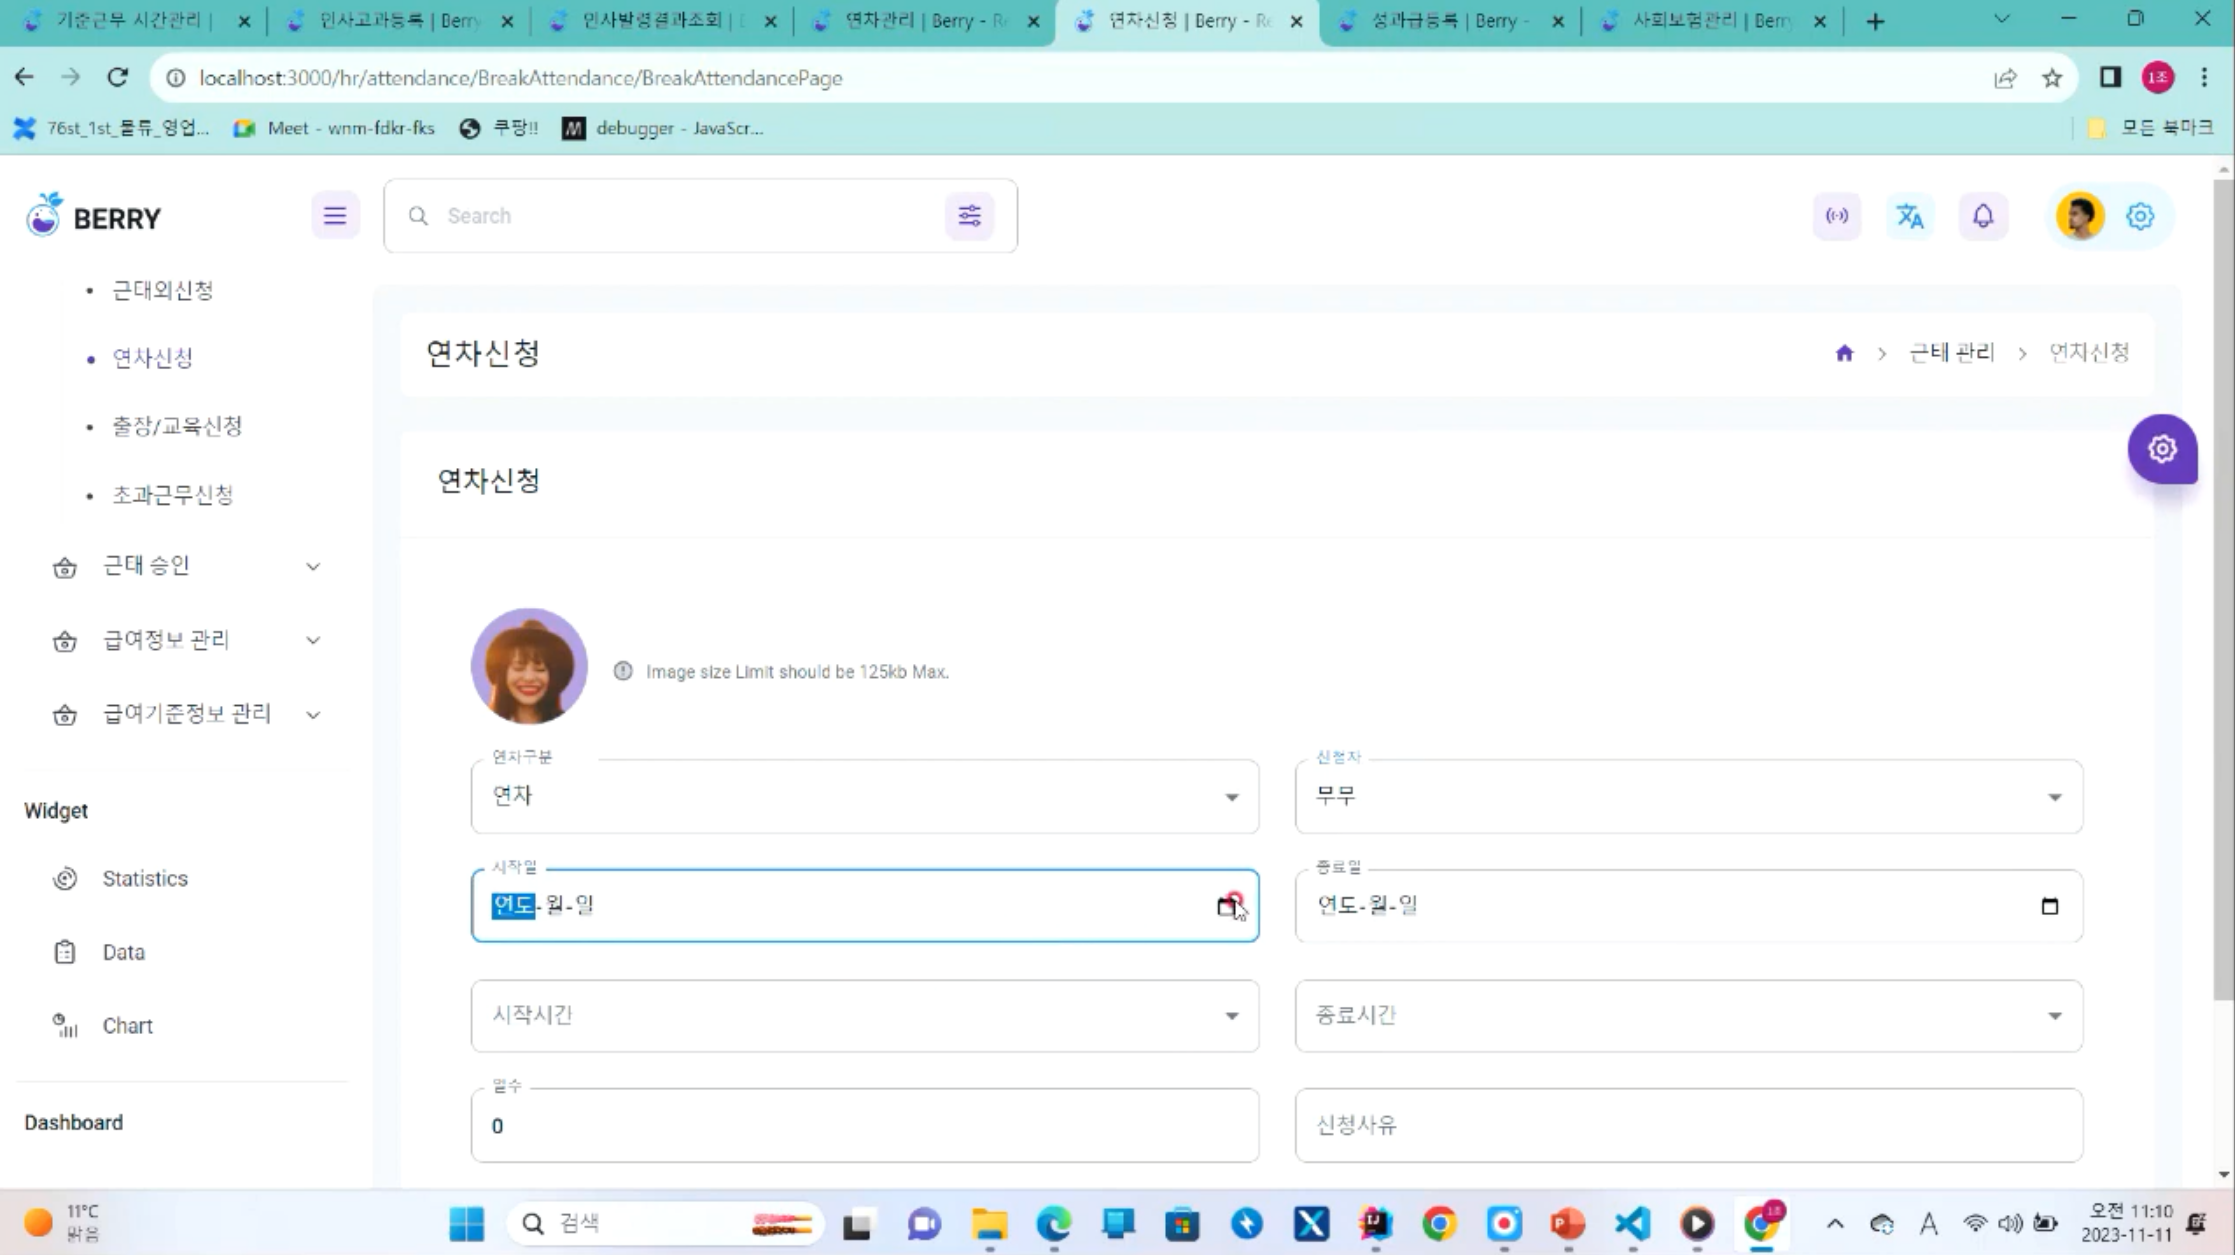 기준근무 시간관리 |
인사고과등록 | Berry
인사발령결과조회 |
연차관리 | Berry - R
연차신청 | Berry - Re
성과급등록 | Berry -
사회보험관리 | Berry
localhost:3000/hr/attendance/BreakAttendance/BreakAttendancePage
1조
76st_1st_물류_영업...
Meet - wnm-fdkr-fks
쿠팡!!
debugger - JavaScr...
모든 북마크
BERRY
Search
근태외신청
연차신청
출장/교육신청
초과근무신청
근태 승인
급여정보 관리
급여기준정보 관리
Widget
Statistics
Data
Chart
Dashboard
연차신청
근태 관리
연차신청
연차신청
Image size Limit should be 125kb Max.
연차구분
연차
신청자
무무
시작일
연도-월-일
종료일
연도-월-일
시작시간
종료시간
일수
0
신청사유
11°C
맑음
검색
A
오전 11:10
2023-11-11